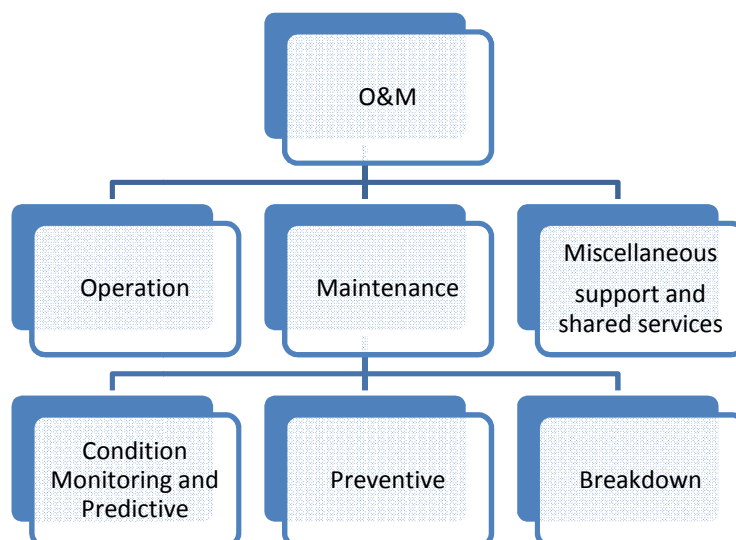 O&M
Operation
Maintenance
Miscellaneous
support and
shared services
Condition
Monitoring and
Predictive
Preventive
Breakdown